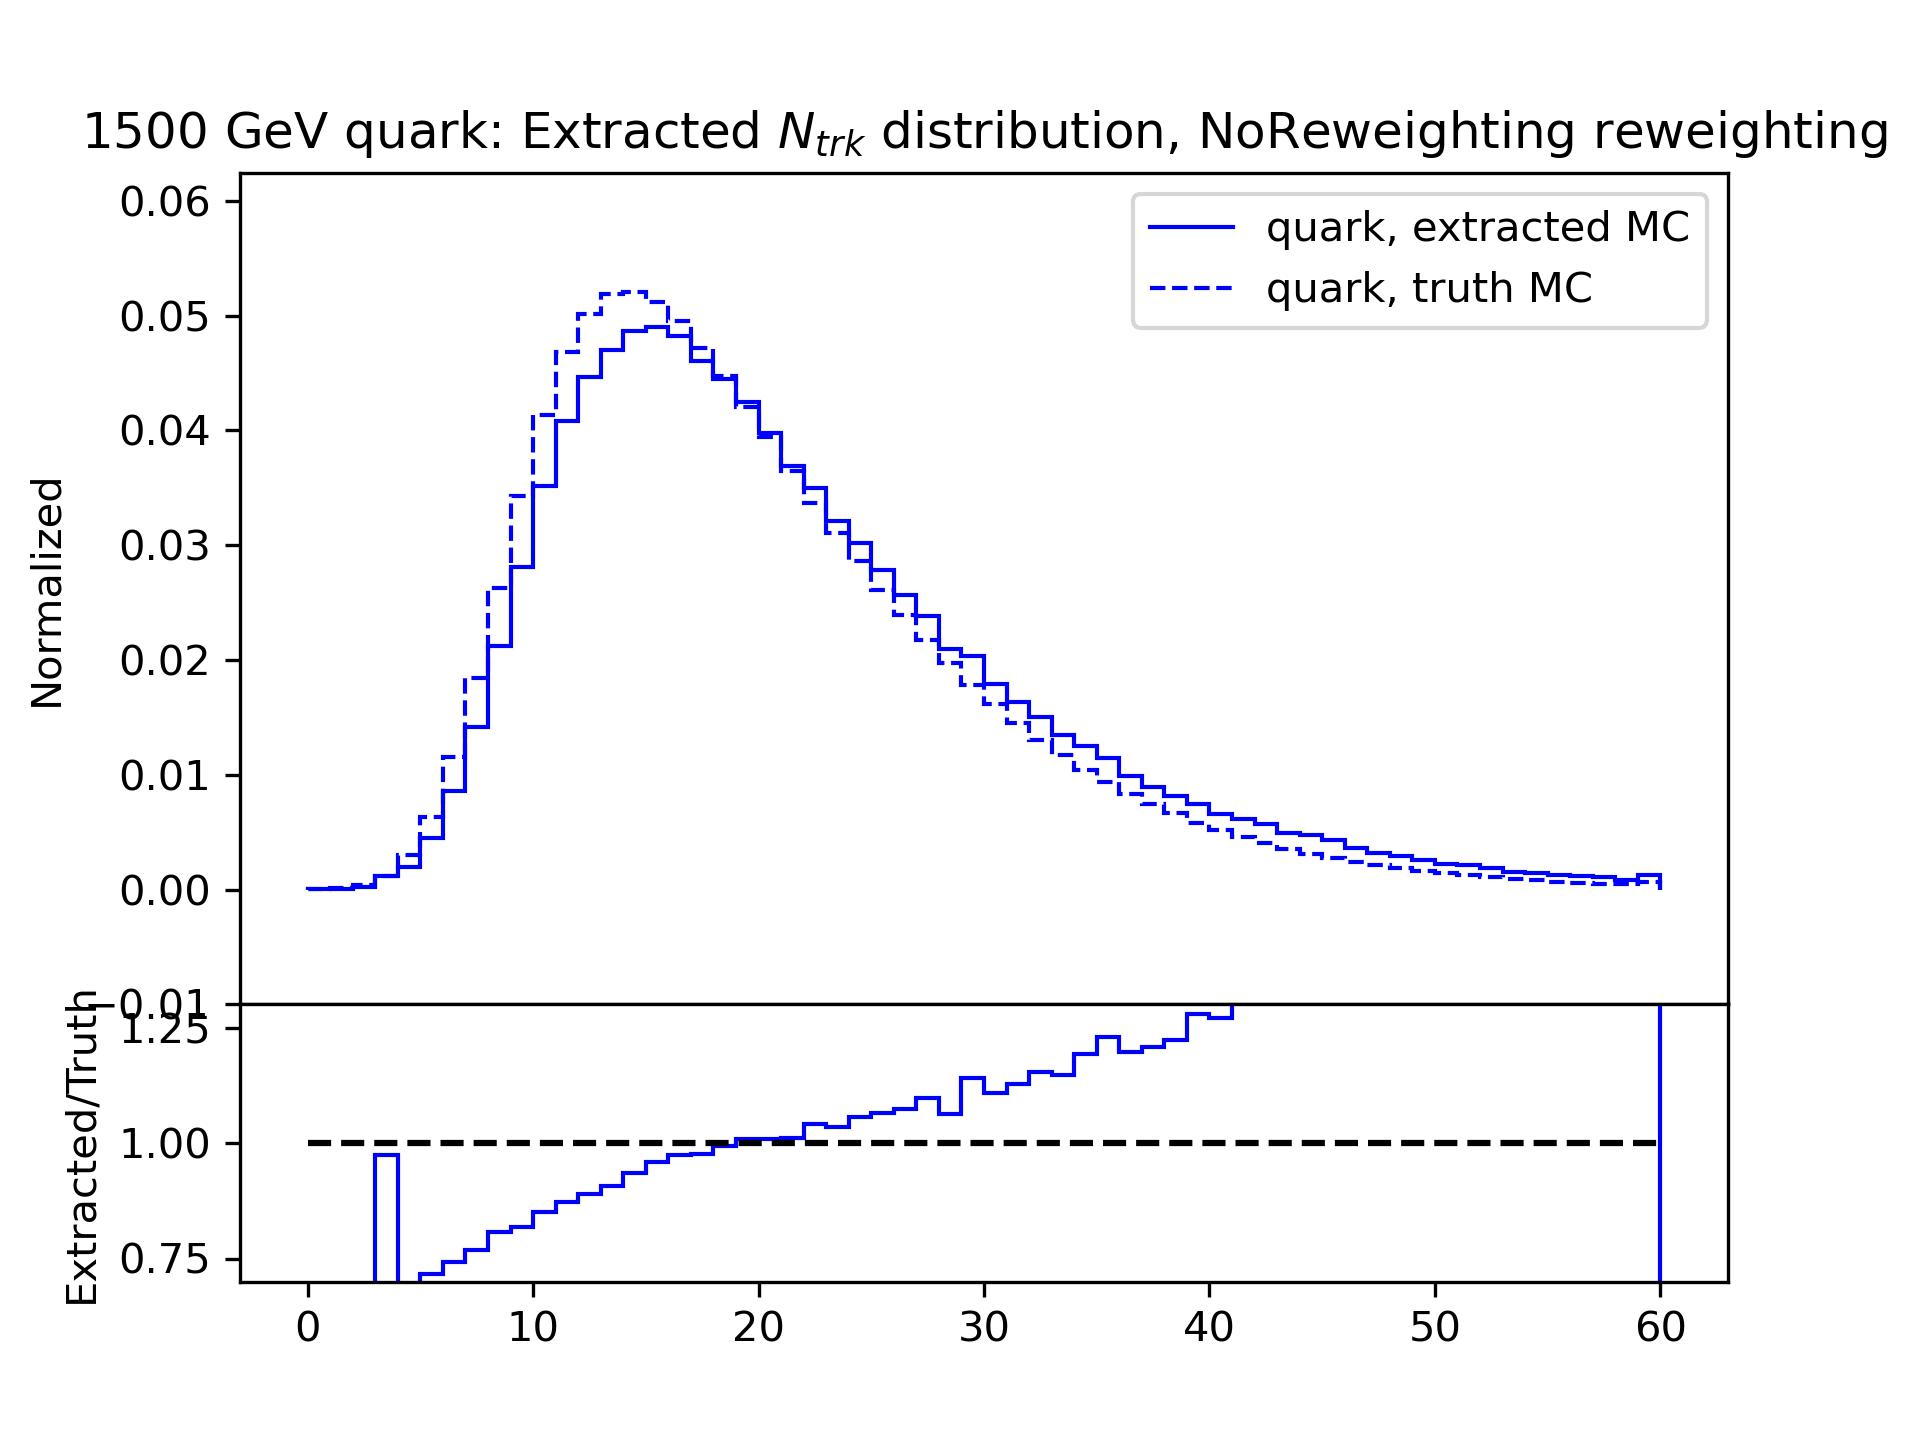 1500 GeV quark: Extracted N_trk distribution, NoReweighting reweighting
quark, extracted MC
quark, truth MC
Normalized
0.06
0.05
0.04
0.03
0.02
0.01
0.00
−0.01
Extracted/Truth
1.25
1.00
0.75
0 10 20 30 40 50 60